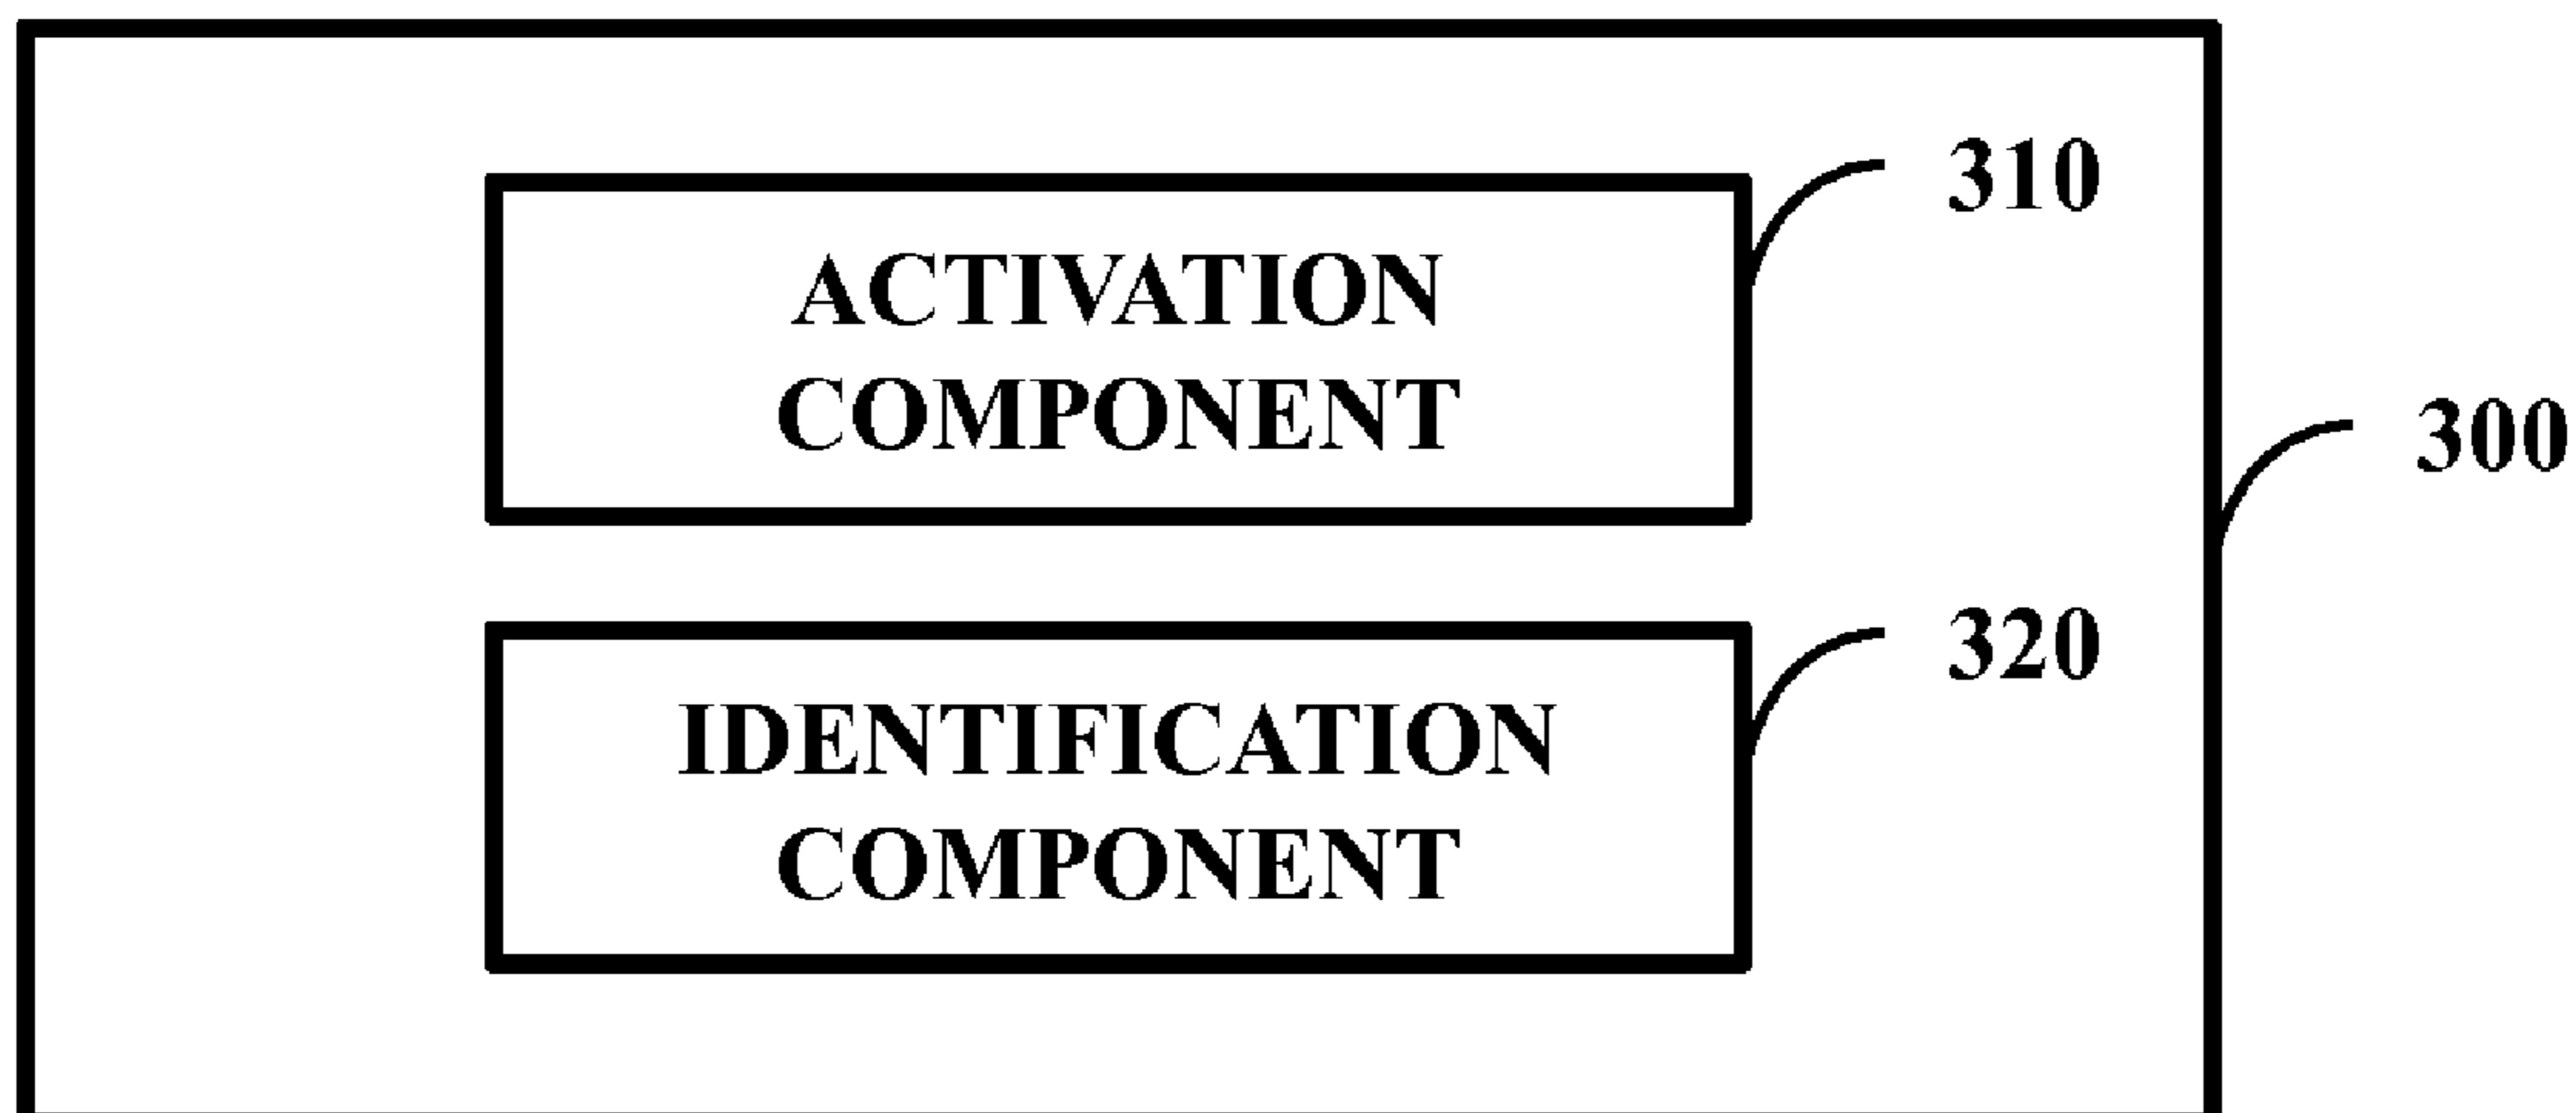 310
ACTIVATION
COMPONENT
300
320
IDENTIFICATION
COMPONENT